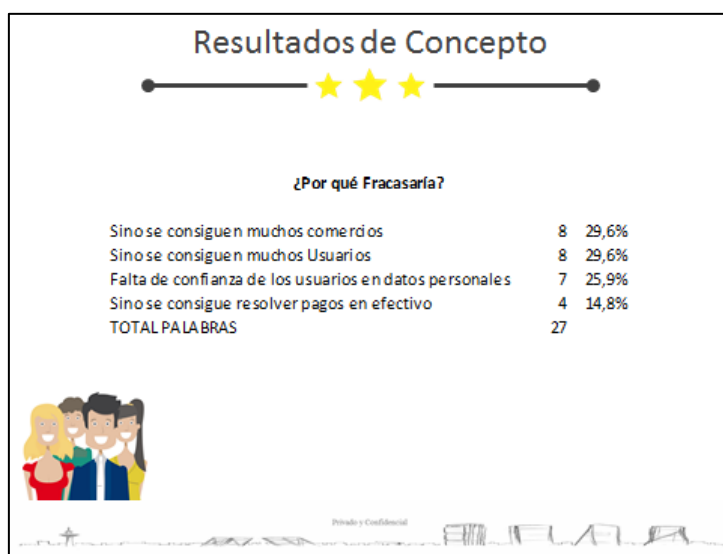 Resultados de Concepto
¿Por qué Fracasaría?
Sino se consiguen muchos comercios 8 29,6%
Sino se consiguen muchos Usuarios 8 29,6%
Falta de confianza de los usuarios en datos personales 7 25,9%
Sino se consigue resolver pagos en efectivo 4 14,8%
TOTAL PALABRAS 27
Privado y Confidencial